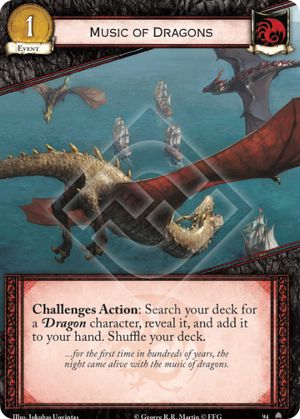 1
EVENT
MUSIC OF DRAGONS
Challenges Action: Search your deck for
a Dragon character, reveal it, and add it
to your hand. Shuffle your deck.
...for the first time in hundreds of years, the
night came alive with the music of dragons.
Illus. Jokubas Uogintas
© George R.R. Martin © FFG
94